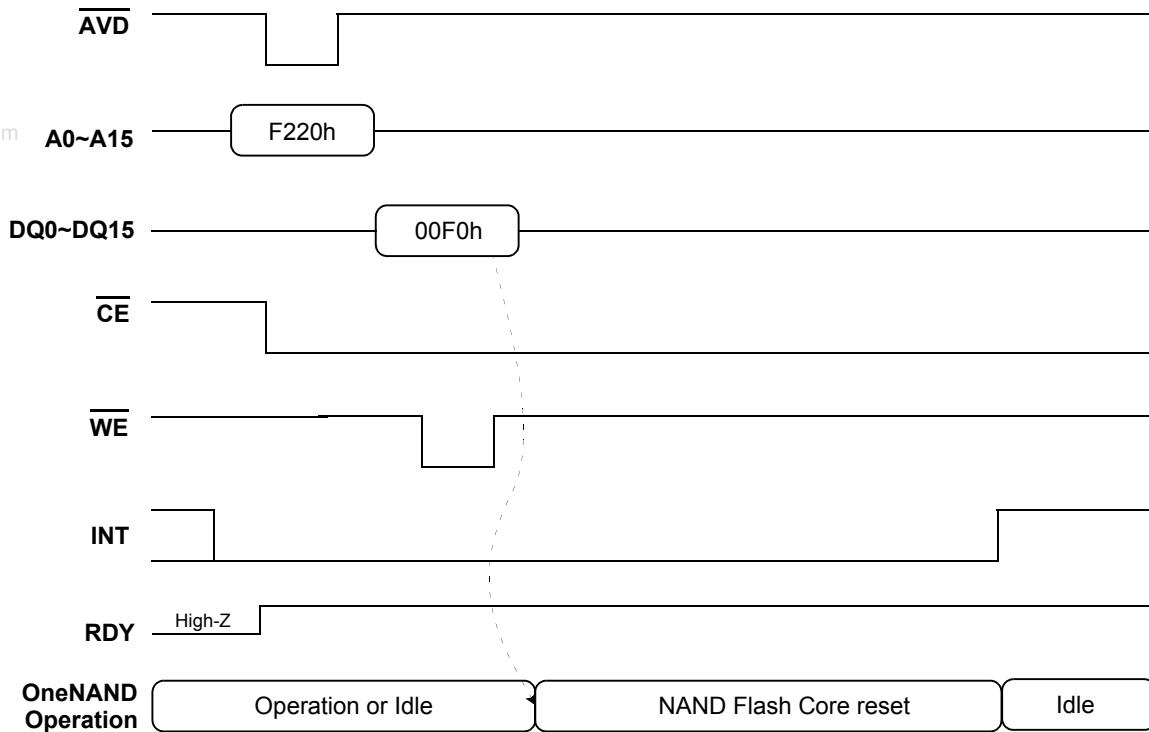 AVD
F220h
m
A0~A15
DQ0~DQ15
00F0h
CE
WE
INT
High-Z
RDY
OneNAND
Operation
Operation or Idle
NAND Flash Core reset
Idle